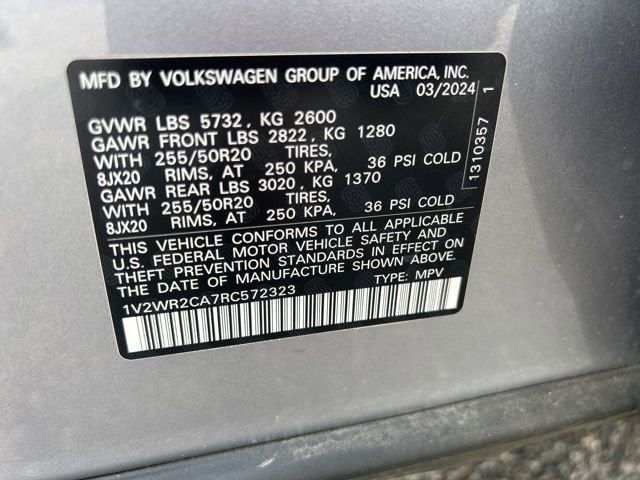 MFD BY VOLKSWAGEN GROUP OF AMERICA, INC.
USA 03/2024
GVWR LBS 5732, KG 2600
GAWR FRONT LBS 2822, KG 1280
WITH 255/50R20 TIRES,
8JX20 RIMS, AT 250 KPA, 36 PSI COLD
GAWR REAR LBS 3020, KG 1370
WITH 255/50R20 TIRES,
8JX20 RIMS, AT 250 KPA, 36 PSI COLD
THIS VEHICLE CONFORMS TO ALL APPLICABLE
U.S. FEDERAL MOTOR VEHICLE SAFETY AND
THEFT PREVENTION STANDARDS IN EFFECT ON
THE DATE OF MANUFACTURE SHOWN ABOVE.
1V2WR2CA7RC572323 TYPE: MPV
1310357 1